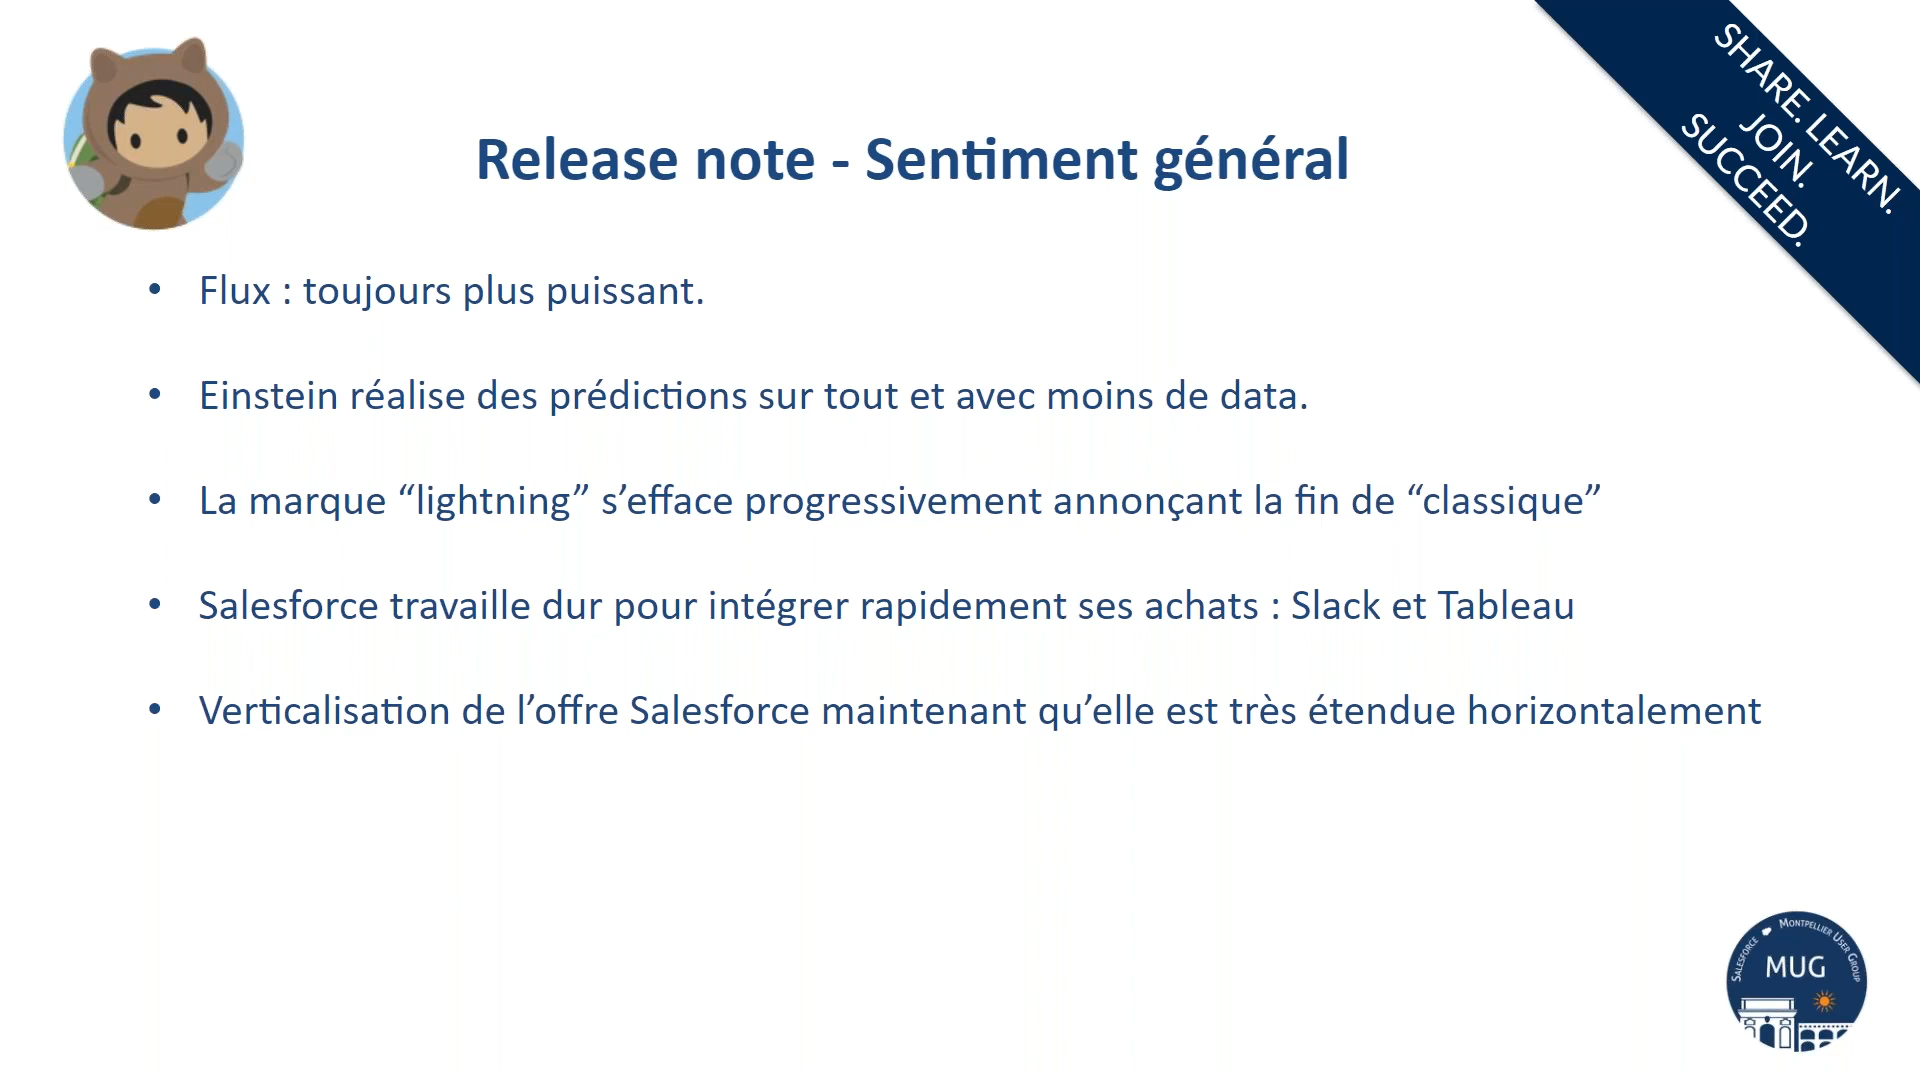 SHARE. LEARN.
JOIN.
SUCCEED.
Release note - Sentiment général
• Flux : toujours plus puissant.
• Einstein réalise des prédictions sur tout et avec moins de data.
• La marque “lightning” s’efface progressivement annonçant la fin de “classique”
• Salesforce travaille dur pour intégrer rapidement ses achats : Slack et Tableau
• Verticalisation de l’offre Salesforce maintenant qu’elle est très étendue horizontalement
SALESFORCE MONTPELLIER USER GROUP
MUG